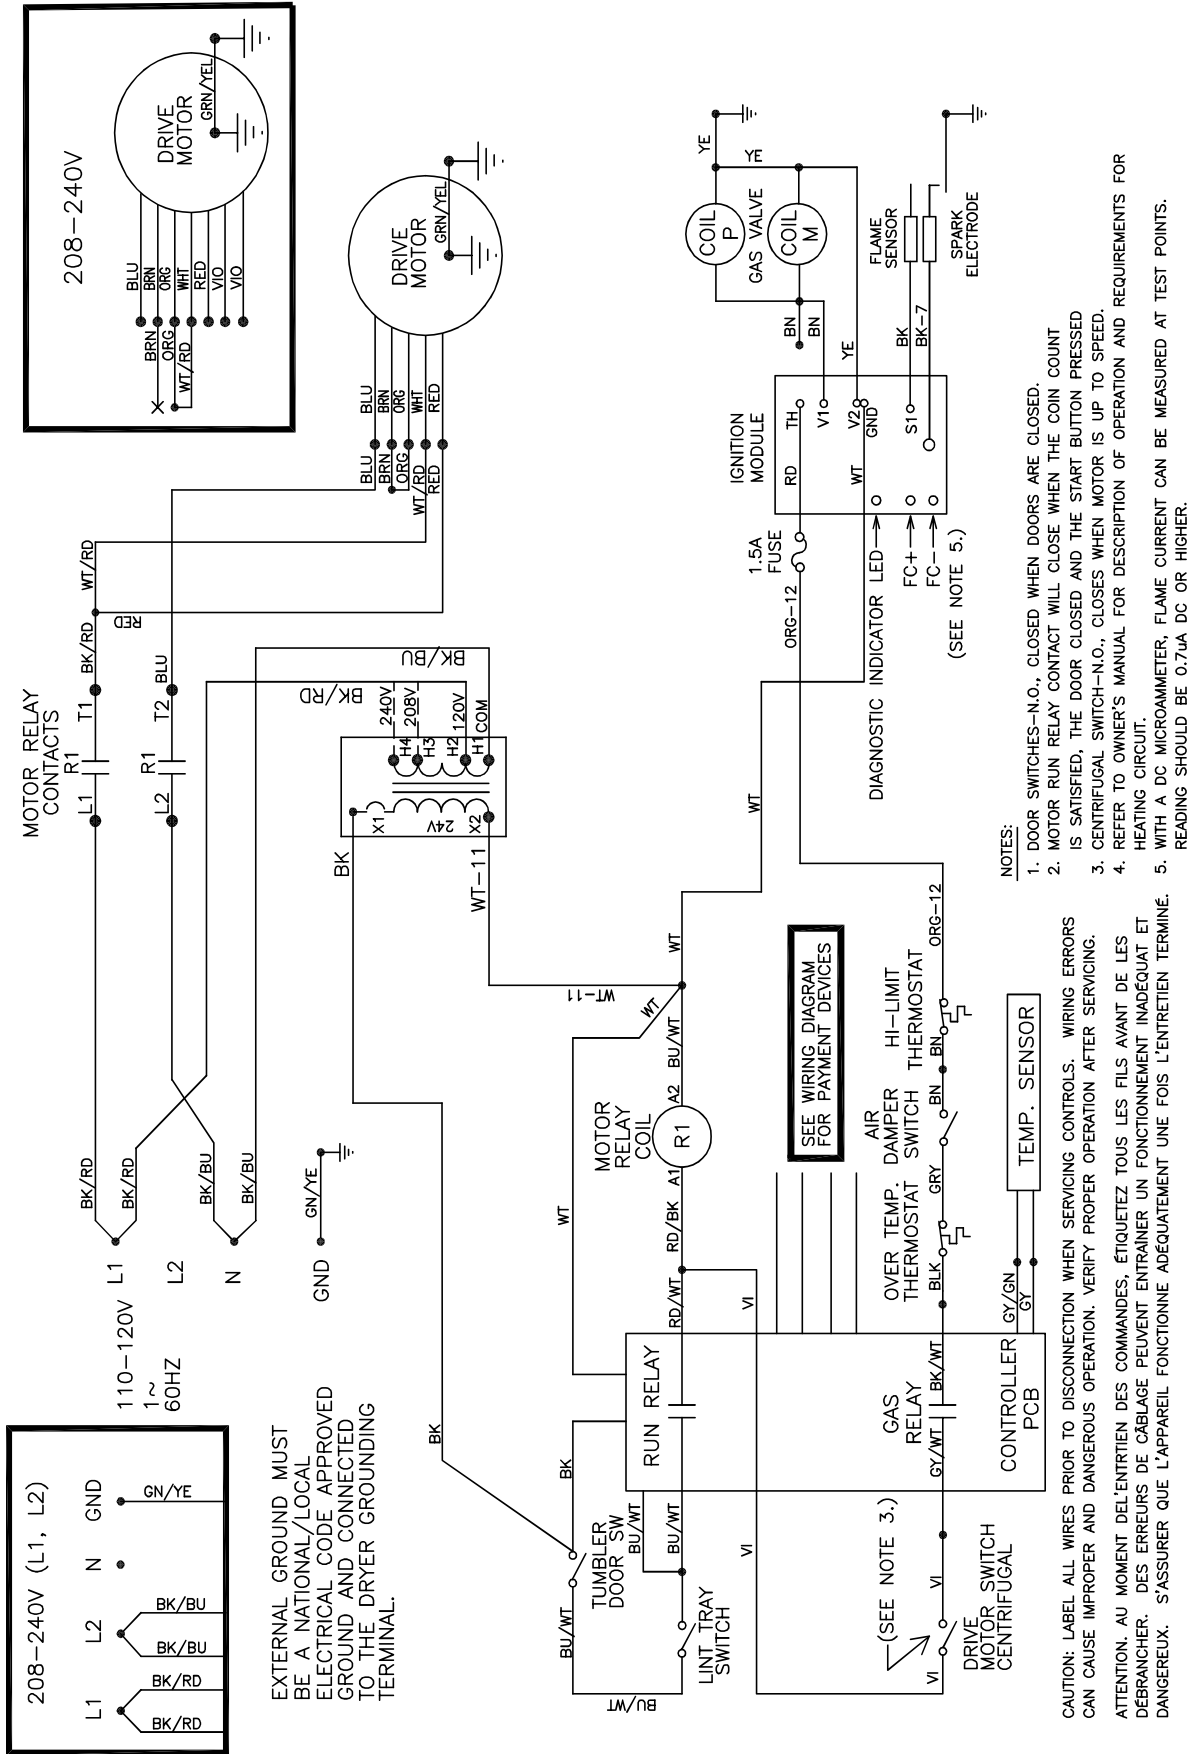 208-240V (L1, L2)
L1
L2
N
GND
BK/RD
BK/RD
BK/BU
BK/BU
GN/YE
110-120V
1~
60HZ
L1
L2
N
GND
BK/RD
BK/RD
BK/BU
BK/BU
GN/YE
MOTOR RELAY
CONTACTS
L1
R1
T1
L2
R1
T2
BK/RD
WT/RD
RED
BLU
208-240V
BRN
ORG
WT/RD
BLU
BRN
ORG
WHT
RED
VIO
VIO
DRIVE
MOTOR
GRN/YEL
BLU
BRN
ORG
WT/RD
RED
BLU
BRN
ORG
WHT
RED
DRIVE
MOTOR
GRN/YEL
EXTERNAL GROUND MUST
BE A NATIONAL/LOCAL
ELECTRICAL CODE APPROVED
GROUND AND CONNECTED
TO THE DRYER GROUNDING
TERMINAL.
BK
BK/RD
BK/BU
X1
24V
X2
H4
H3
H2
H1
240V
208V
120V
COM
WT-11
WT-11
BK
BK
TUMBLER
DOOR SW
BU/WT
BU/WT
BU/WT
BU/WT
LINT TRAY
SWITCH
RUN RELAY
RD/WT
RD/BK
WT
WT
MOTOR
RELAY
COIL
A1
R1
A2
BU/WT
WT
WT
VI
VI
SEE WIRING DIAGRAM
FOR PAYMENT DEVICES
(SEE NOTE 3.)
VI
VI
DRIVE
MOTOR SWITCH
CENTRIFUGAL
GAS
RELAY
GY/WT
BK/WT
CONTROLLER
PCB
OVER TEMP.
THERMOSTAT
BLK
GRY
AIR
DAMPER
SWITCH
BN
BN
HI-LIMIT
THERMOSTAT
ORG-12
GY/GN
GY
TEMP. SENSOR
ORG-12
1.5A
FUSE
IGNITION
MODULE
RD
TH
V1
WT
V2
GND
S1
DIAGNOSTIC INDICATOR LED
FC+
FC-
(SEE NOTE 5.)
BN
BN
YE
BK
BK-7
COIL
P
GAS VALVE
COIL
M
YE
YE
FLAME
SENSOR
SPARK
ELECTRODE
CAUTION: LABEL ALL WIRES PRIOR TO DISCONNECTION WHEN SERVICING CONTROLS. WIRING ERRORS
CAN CAUSE IMPROPER AND DANGEROUS OPERATION. VERIFY PROPER OPERATION AFTER SERVICING.
ATTENTION. AU MOMENT DEL'ENTRTIEN DES COMMANDES, ÉTIQUETEZ TOUS LES FILS AVANT DE LES
DÉBRANCHER. DES ERREURS DE CÂBLAGE PEUVENT ENTRAÎNER UN FONCTIONNEMENT INADÉQUAT ET
DANGEREUX. S'ASSURER QUE L'APPAREIL FONCTIONNE ADÉQUATEMENT UNE FOIS L'ENTRETIEN TERMINÉ.
NOTES:
1. DOOR SWITCHES-N.O., CLOSED WHEN DOORS ARE CLOSED.
2. MOTOR RUN RELAY CONTACT WILL CLOSE WHEN THE COIN COUNT
IS SATISFIED, THE DOOR CLOSED AND THE START BUTTON PRESSED
3. CENTRIFUGAL SWITCH-N.O., CLOSES WHEN MOTOR IS UP TO SPEED.
4. REFER TO OWNER'S MANUAL FOR DESCRIPTION OF OPERATION AND REQUIREMENTS FOR
HEATING CIRCUIT.
5. WITH A DC MICROAMMETER, FLAME CURRENT CAN BE MEASURED AT TEST POINTS.
READING SHOULD BE 0.7uA DC OR HIGHER.